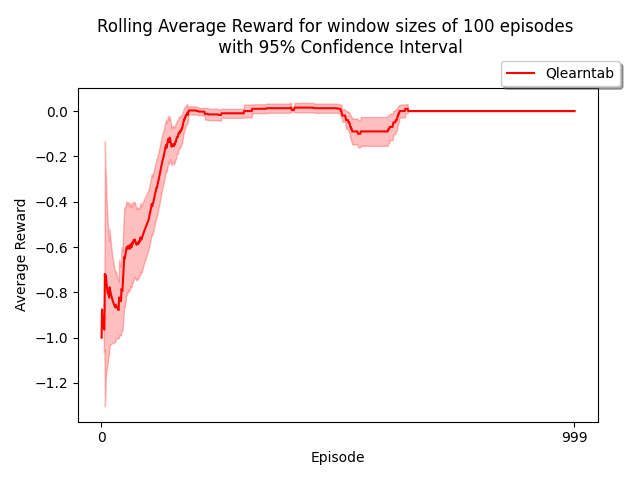 Rolling Average Reward for window sizes of 100 episodes
with 95% Confidence Interval
Qlearntab
0.0
−0.2
−0.4
−0.6
−0.8
−1.0
−1.2
Average Reward
0
999
Episode